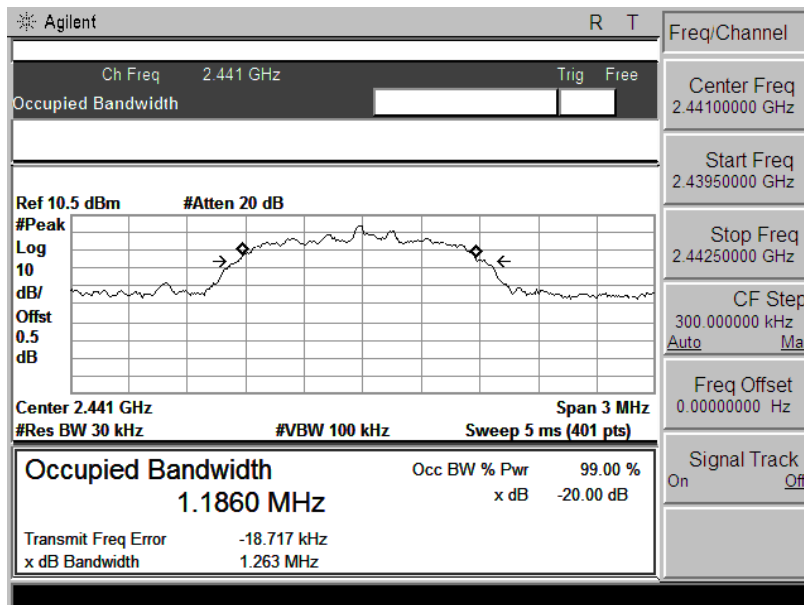 Agilent R T
Freq/Channel
Ch Freq 2.441 GHz Trig Free
Occupied Bandwidth
Center Freq
2.44100000 GHz
Start Freq
2.43950000 GHz
Stop Freq
2.44250000 GHz
CF Step
300.000000 kHz
Auto Ma
Freq Offset
0.00000000 Hz
Signal Track
On Off
Ref 10.5 dBm #Atten 20 dB
#Peak
Log
10
dB/
Offst
0.5
dB
Center 2.441 GHz Span 3 MHz
#Res BW 30 kHz #VBW 100 kHz Sweep 5 ms (401 pts)
Occupied Bandwidth Occ BW % Pwr 99.00 %
1.1860 MHz x dB -20.00 dB
Transmit Freq Error -18.717 kHz
x dB Bandwidth 1.263 MHz